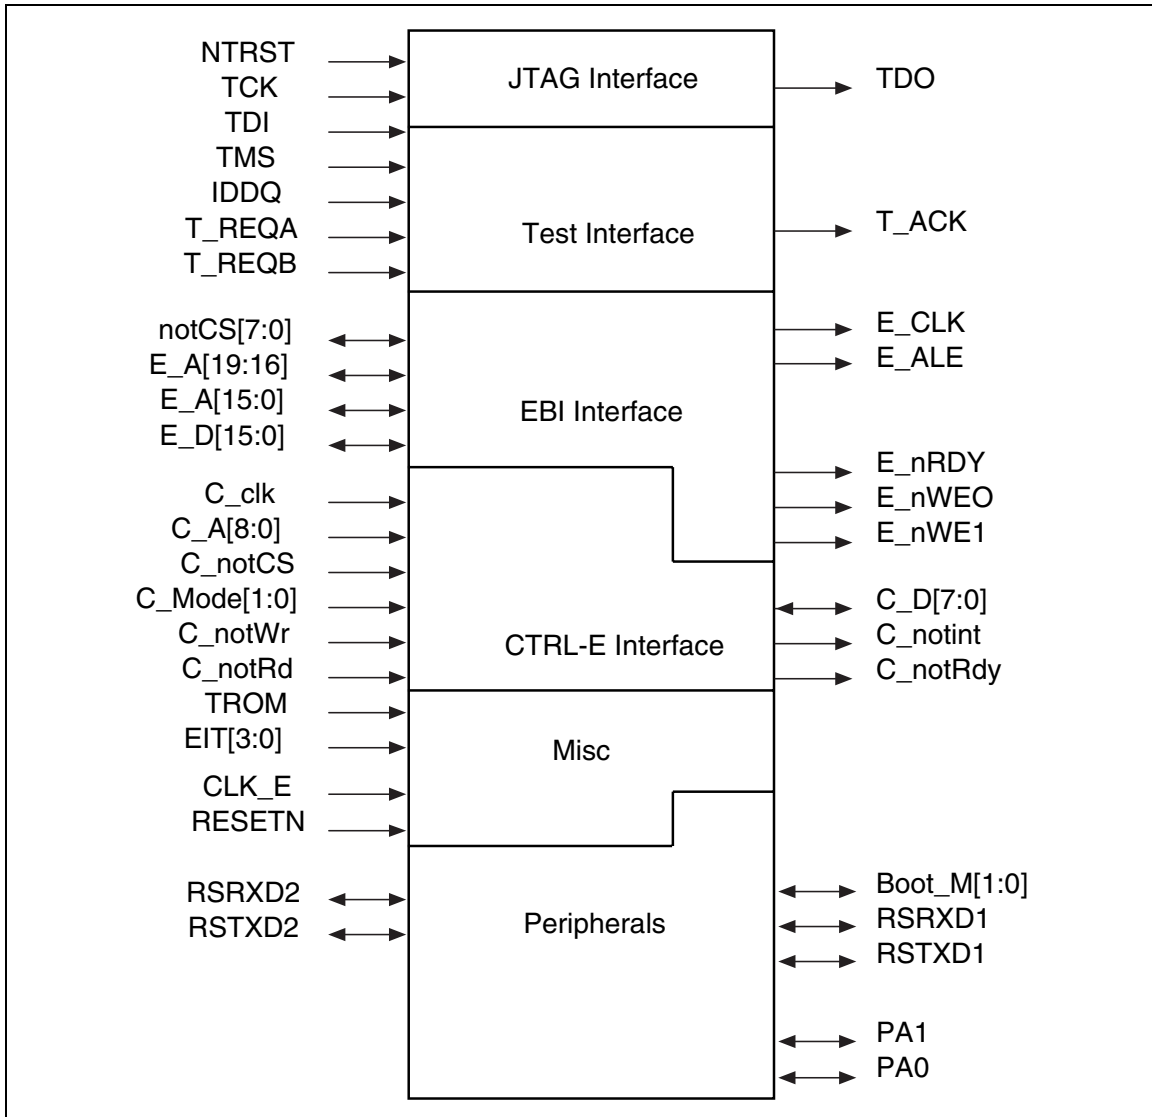 NTRST
TCK
TDI
TMS
IDDQ
T_REQA
T_REQB
notCS[7:0]
E_A[19:16]
E_A[15:0]
E_D[15:0]
C_clk
C_A[8:0]
C_notCS
C_Mode[1:0]
C_notWr
C_notRd
TROM
EIT[3:0]
CLK_E
RESETN
RSRXD2
RSTXD2
JTAG Interface
Test Interface
EBI Interface
CTRL-E Interface
Misc
Peripherals
TDO
T_ACK
E_CLK
E_ALE
E_nRDY
E_nWEO
E_nWE1
C_D[7:0]
C_notint
C_notRdy
Boot_M[1:0]
RSRXD1
RSTXD1
PA1
PA0